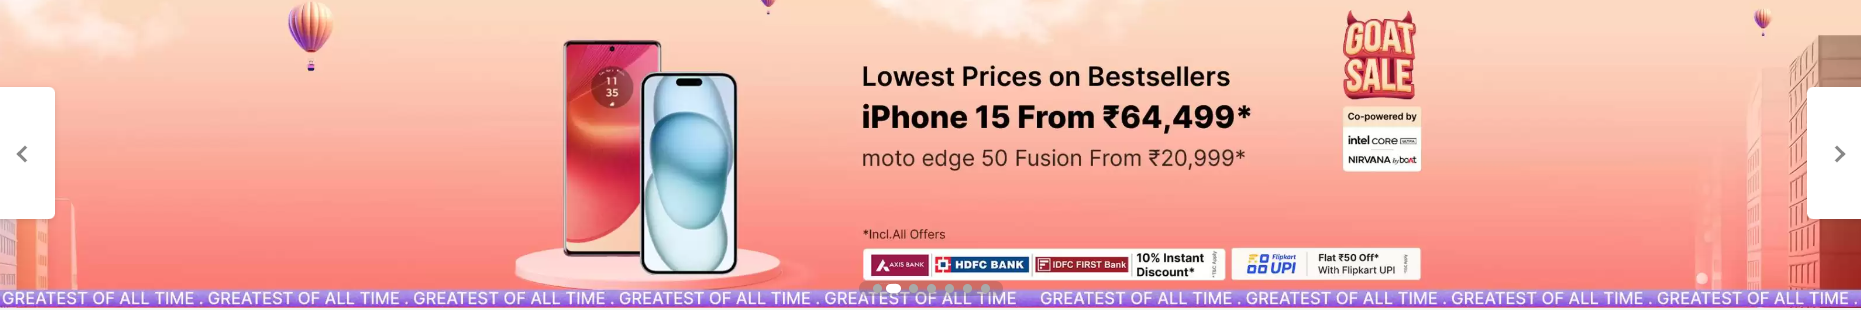 11
35
Lowest Prices on Bestsellers
iPhone 15 From ₹64,499*
moto edge 50 Fusion From ₹20,999*
GOAT
SALE
Co-powered by
intel CORE ULTRA
NIRVANA by boAt
*Incl.All Offers
AXIS BANK
HDFC BANK
IDFC FIRST Bank
10% Instant
Discount*
*T&C Apply
Flipkart
UPI
Flat ₹50 Off*
With Flipkart UPI
GREATEST OF ALL TIME . GREATEST OF ALL TIME . GREATEST OF ALL TIME . GREATEST OF ALL TIME . GREATEST OF ALL TIME GREATEST OF ALL TIME . GREATEST OF ALL TIME . GREATEST OF ALL TIME . GREATEST OF ALL TIME .